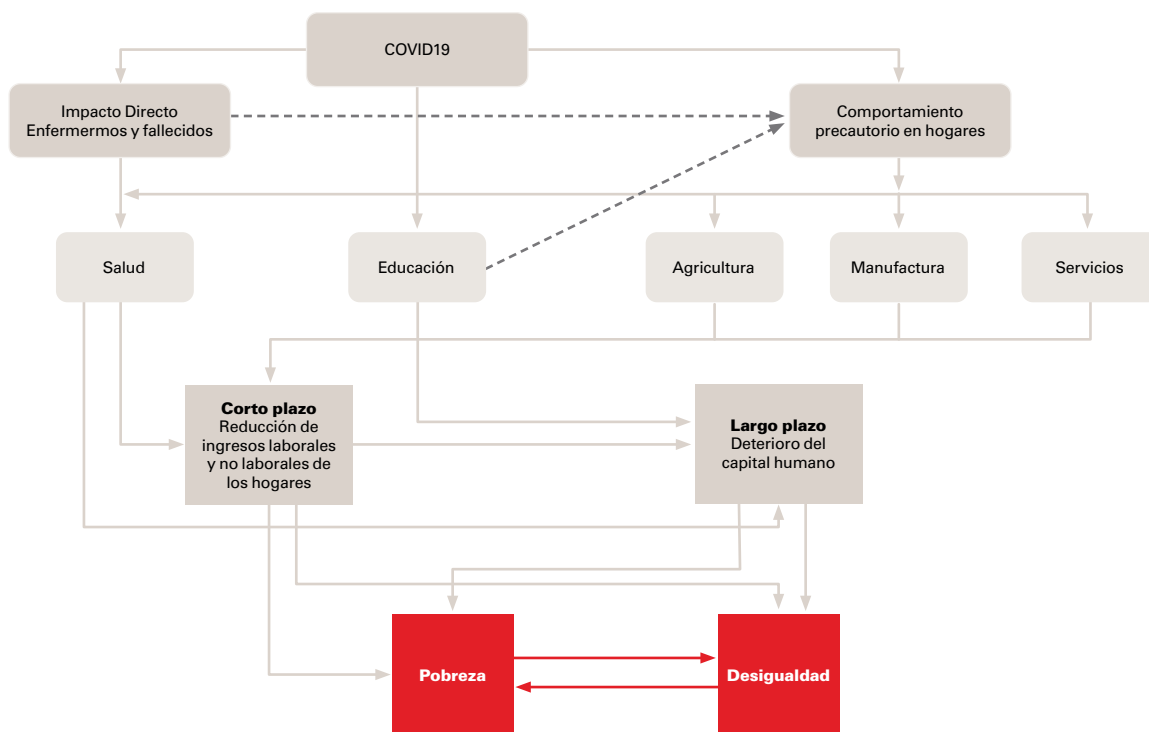 COVID19
Impacto Directo
Enfermermos y fallecidos
Comportamiento
precautorio en hogares
Salud
Educación
Agricultura
Manufactura
Servicios
Corto plazo
Reducción de
ingresos laborales
y no laborales de
los hogares
Largo plazo
Deterioro del
capital humano
Pobreza
Desigualdad